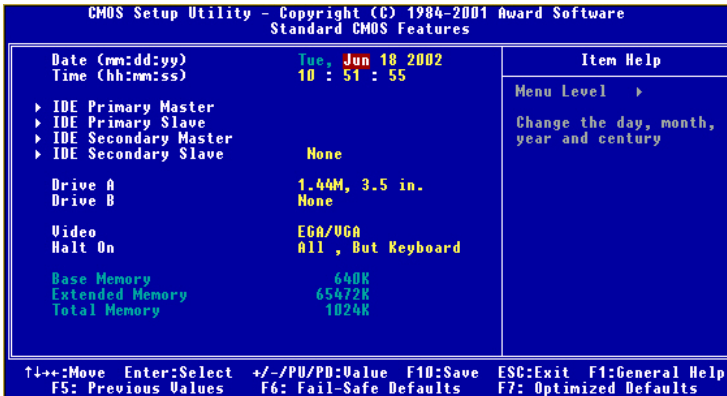 CMOS Setup Utility - Copyright (C) 1984-2001 Award Software
Standard CMOS Features
Date (mm:dd:yy) Tue, Jun 18 2002
Time (hh:mm:ss) 10 : 51 : 55
▸ IDE Primary Master
▸ IDE Primary Slave
▸ IDE Secondary Master
▸ IDE Secondary Slave None
Drive A 1.44M, 3.5 in.
Drive B None
Video EGA/VGA
Halt On All , But Keyboard
Base Memory 640K
Extended Memory 65472K
Total Memory 1024K
Item Help
Menu Level ▸
Change the day, month,
year and century
↑↓→←:Move Enter:Select +/-/PU/PD:Value F10:Save ESC:Exit F1:General Help
F5: Previous Values F6: Fail-Safe Defaults F7: Optimized Defaults